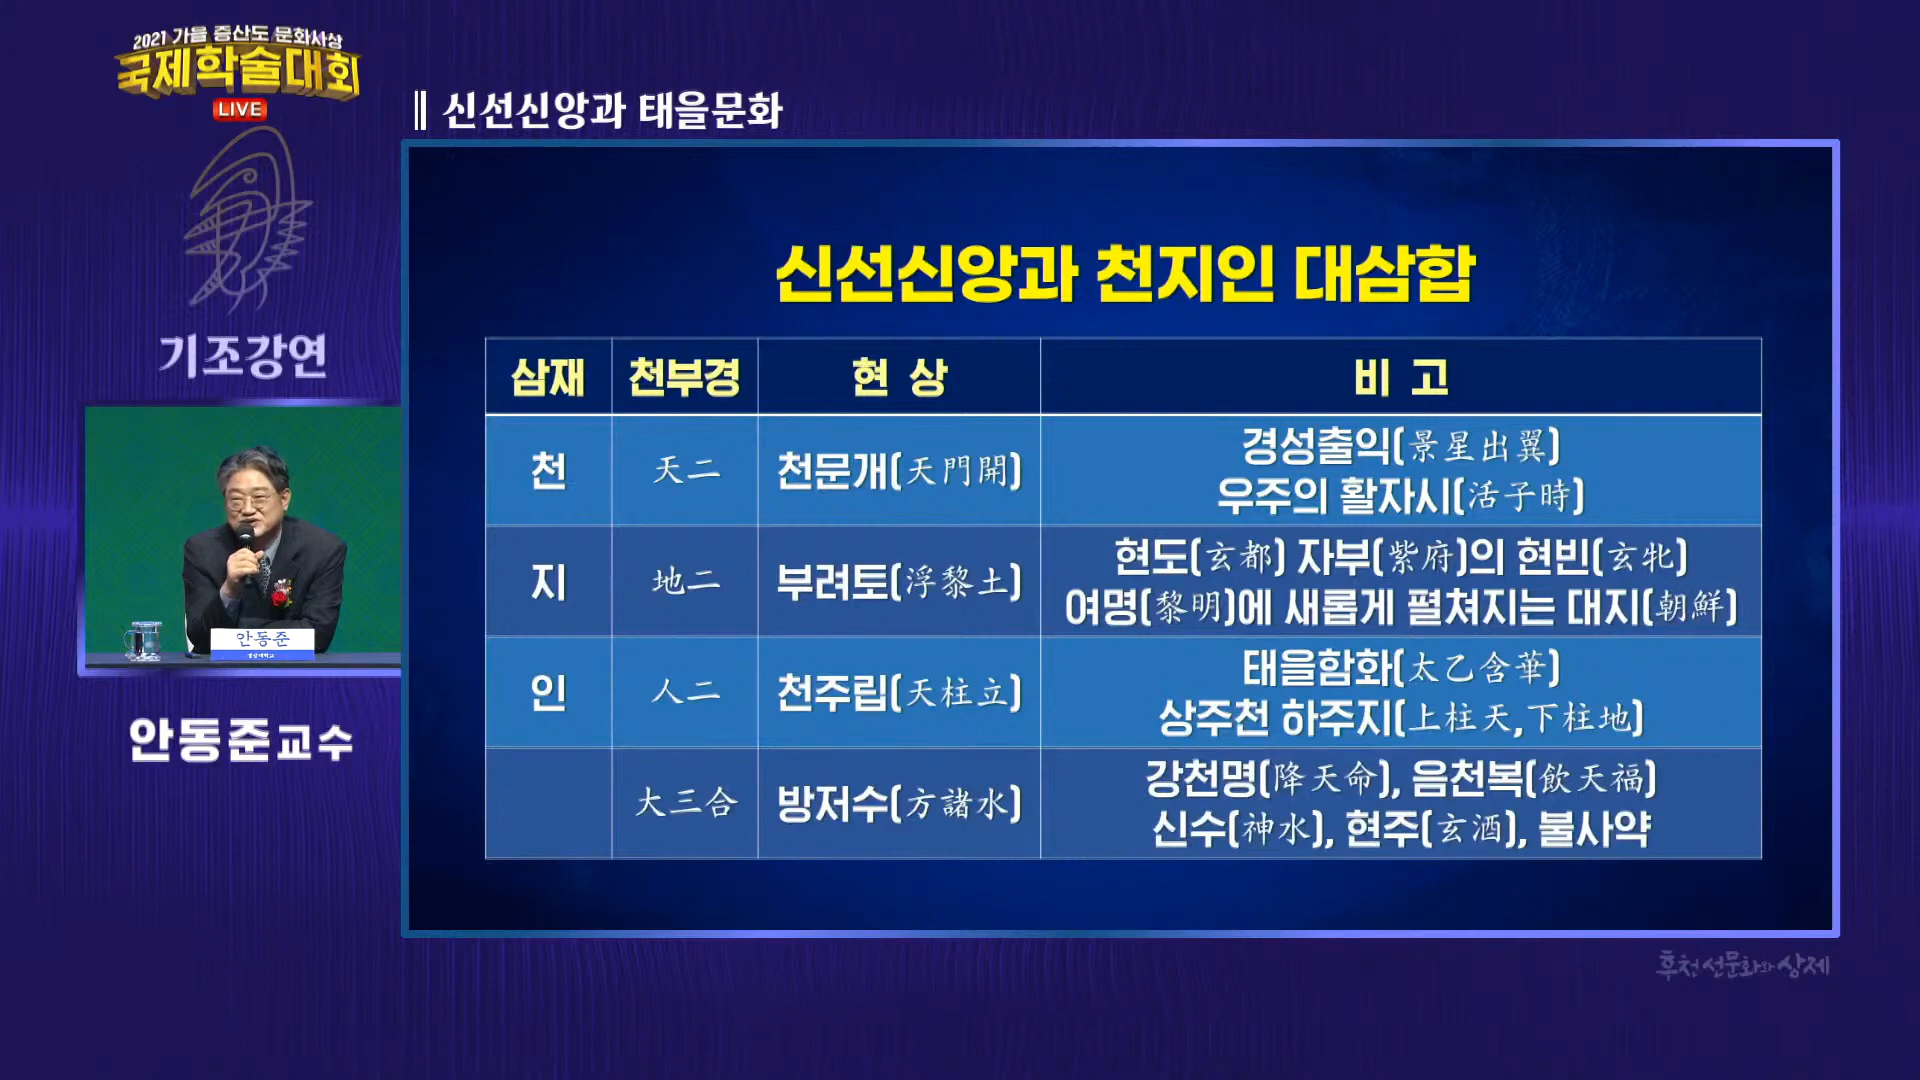 2021 가을 증산도 문화사상
국제학술대회
LIVE
기조강연
안동준
경상대학교
안동준교수
신선신앙과 태을문화
신선신앙과 천지인 대삼합
삼재 천부경 현 상 비 고
천 天二 천문개(天門開) 경성출익(景星出翼)
우주의 활자시(活子時)
지 地二 부려토(浮黎土) 현도(玄都) 자부(紫府)의 현빈(玄牝)
여명(黎明)에 새롭게 펼쳐지는 대지(朝鮮)
인 人二 천주립(天柱立) 태을함화(太乙含華)
상주천 하주지(上柱天,下柱地)
大三合 방저수(方諸水) 강천명(降天命), 음천복(飮天福)
신수(神水), 현주(玄酒), 불사약
후천 선문화와 상제